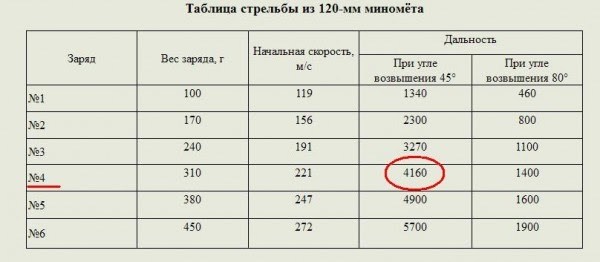 Таблица стрельбы из 120-мм миномёта
Заряд Вес заряда, г Начальная скорость, м/с Дальность
При угле возвышения 45° При угле возвышения 80°
№1 100 119 1340 460
№2 170 156 2300 800
№3 240 191 3270 1100
№4 310 221 4160 1400
№5 380 247 4900 1600
№6 450 272 5700 1900